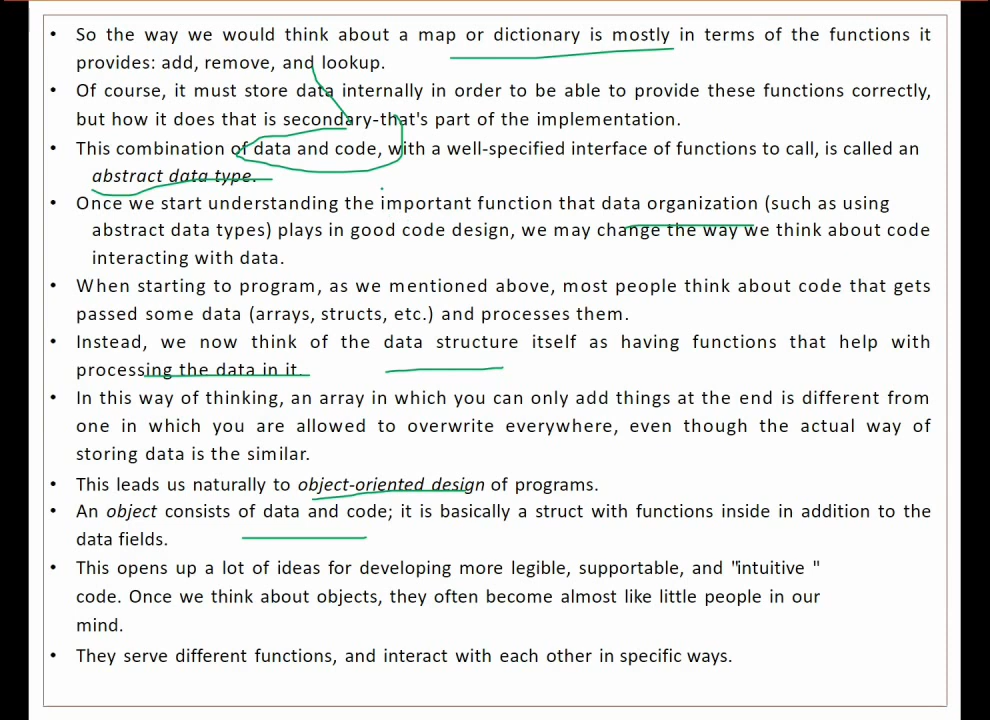 • So the way we would think about a map or dictionary is mostly in terms of the functions it
provides: add, remove, and lookup.
• Of course, it must store data internally in order to be able to provide these functions correctly,
but how it does that is secondary-that's part of the implementation.
• This combination of data and code, with a well-specified interface of functions to call, is called an
abstract data type.
• Once we start understanding the important function that data organization (such as using
abstract data types) plays in good code design, we may change the way we think about code
interacting with data.
• When starting to program, as we mentioned above, most people think about code that gets
passed some data (arrays, structs, etc.) and processes them.
• Instead, we now think of the data structure itself as having functions that help with
processing the data in it.
• In this way of thinking, an array in which you can only add things at the end is different from
one in which you are allowed to overwrite everywhere, even though the actual way of
storing data is the similar.
• This leads us naturally to object-oriented design of programs.
• An object consists of data and code; it is basically a struct with functions inside in addition to the
data fields.
• This opens up a lot of ideas for developing more legible, supportable, and "intuitive "
code. Once we think about objects, they often become almost like little people in our
mind.
• They serve different functions, and interact with each other in specific ways.